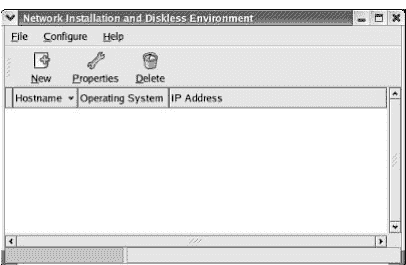 Network Installation and Diskless Environment
File Configure Help
New Properties Delete
Hostname Operating System IP Address